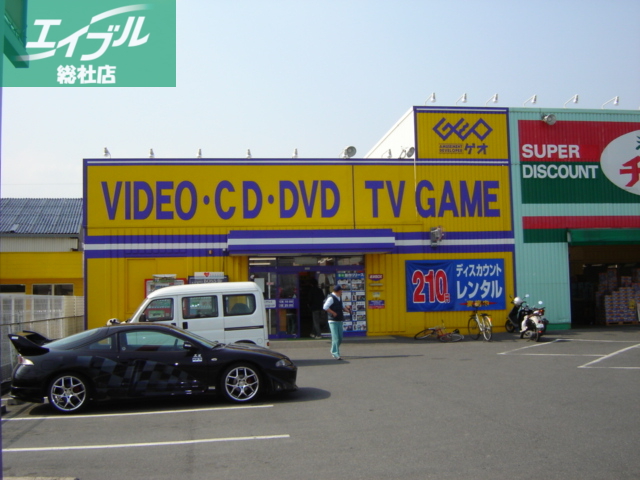 エイブル
総社店
GEO
ゲオ
SUPER
DISCOUNT
VIDEO・CD・DVD TV GAME
210円
ディスカウント
レンタル